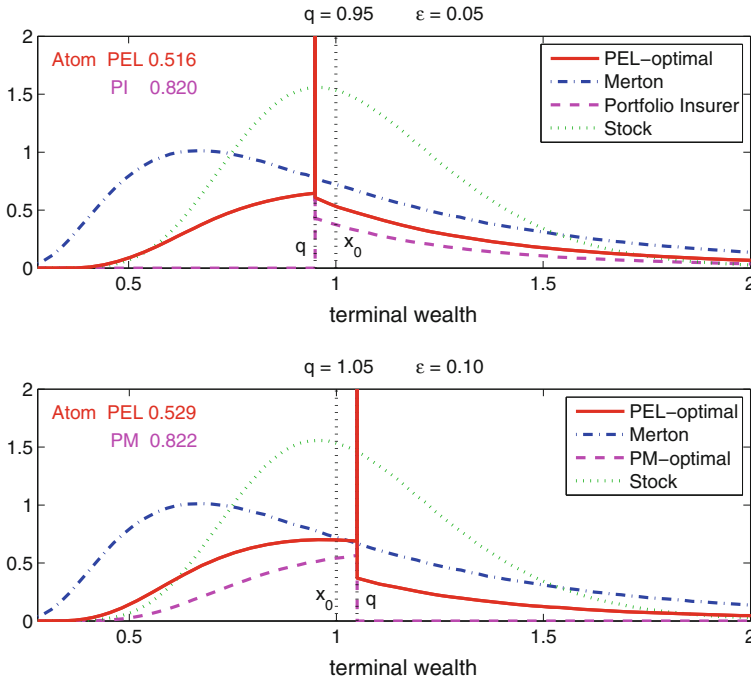 q = 0.95 ε = 0.05
Atom PEL 0.516
PI 0.820
PEL−optimal
Merton
Portfolio Insurer
Stock
2
1.5
1
0.5
0
q
x0
0.5 1 1.5 2
terminal wealth
q = 1.05 ε = 0.10
Atom PEL 0.529
PM 0.822
PEL−optimal
Merton
PM−optimal
Stock
2
1.5
1
0.5
0
x0
q
0.5 1 1.5 2
terminal wealth